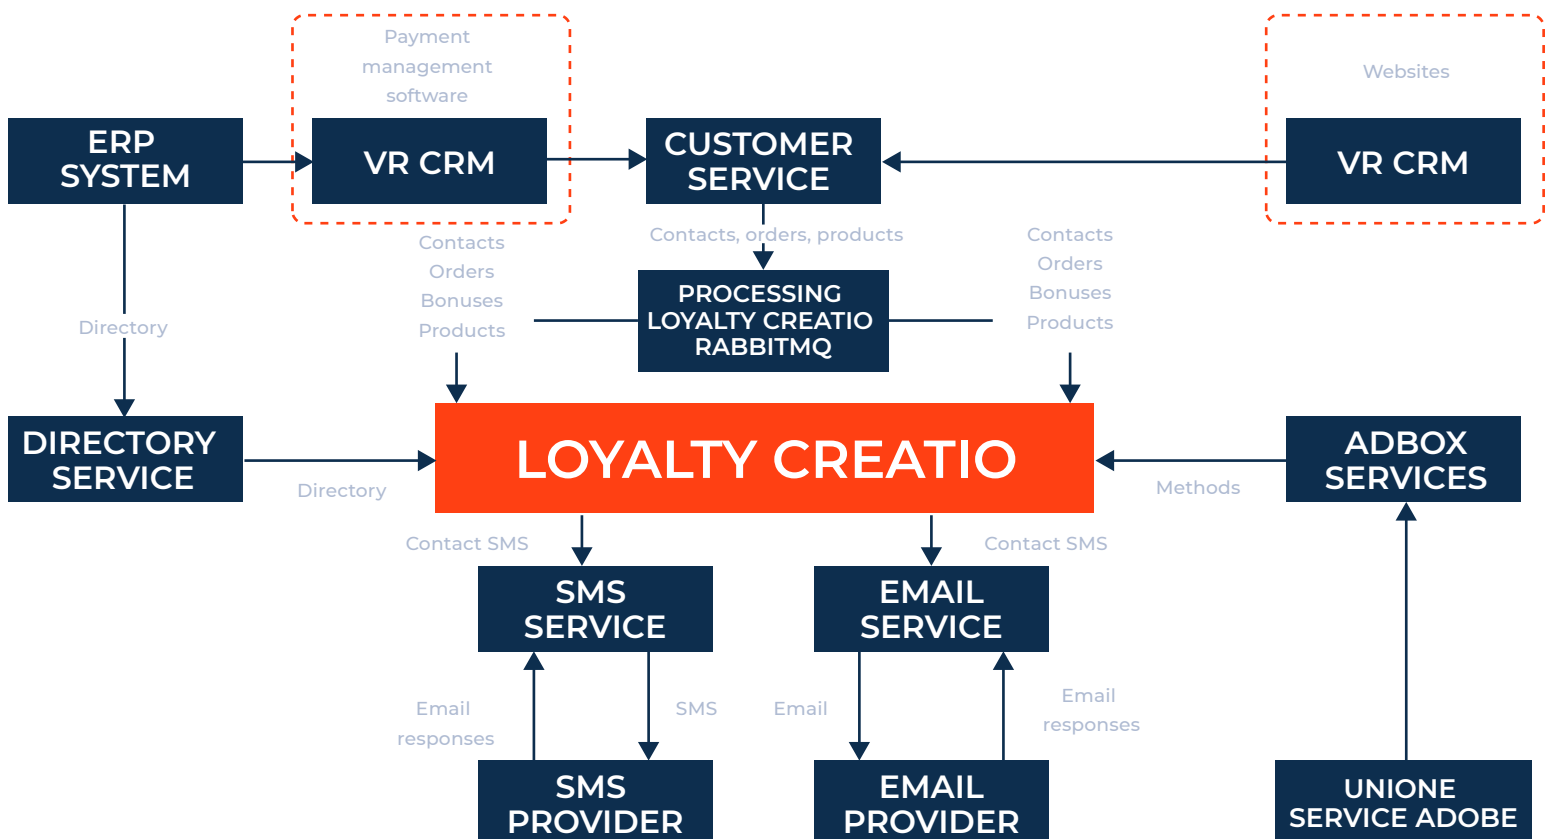 Payment
management
software
Websites
ERP
SYSTEM
VR CRM
CUSTOMER
SERVICE
VR CRM
Contacts
Orders
Bonuses
Products
Contacts, orders, products
Contacts
Orders
Bonuses
Products
PROCESSING
LOYALTY CREATIO
RABBITMQ
Directory
DIRECTORY
SERVICE
Directory
LOYALTY CREATIO
Methods
ADBOX
SERVICES
Contact SMS
Contact SMS
SMS
SERVICE
EMAIL
SERVICE
Email
responses
SMS
Email
Email
responses
SMS
PROVIDER
EMAIL
PROVIDER
UNIONE
SERVICE ADOBE